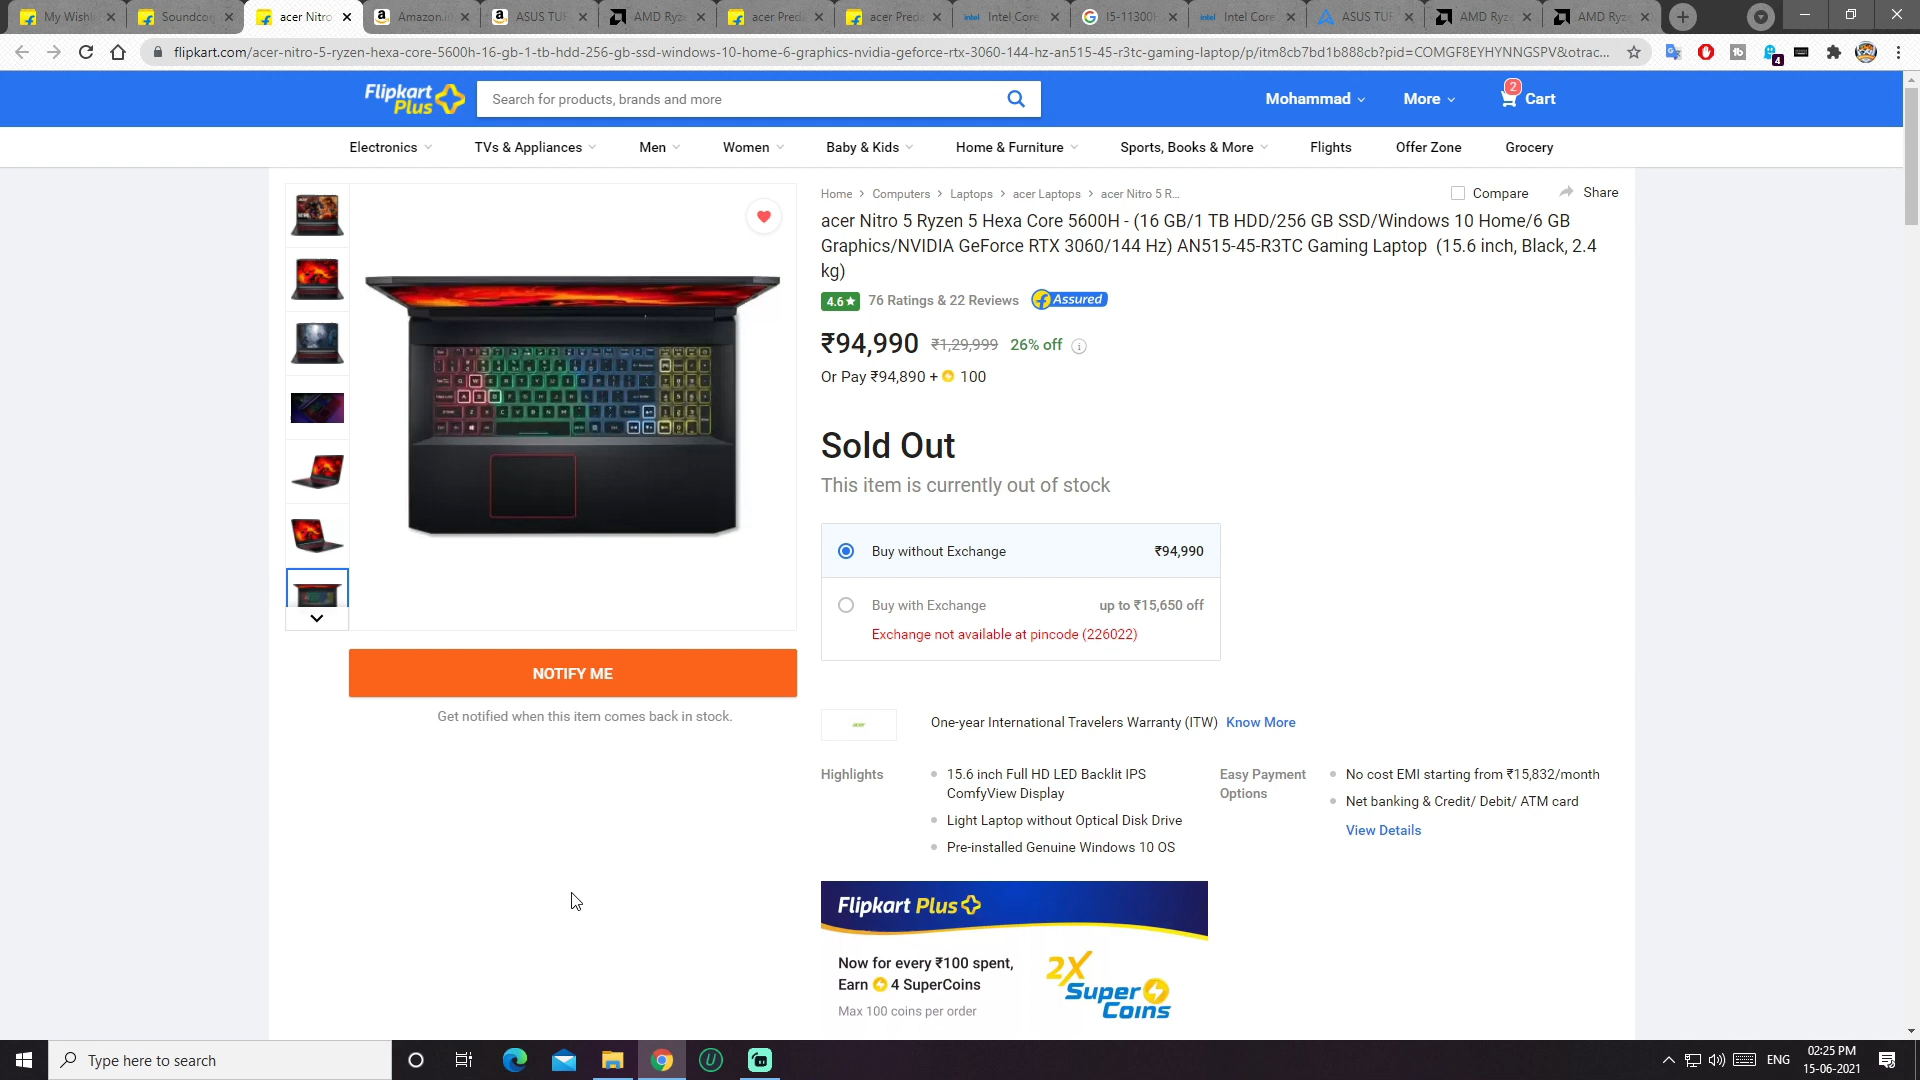 My Wishl
Soundco
acer Nitro
Amazon.i
ASUS TUF
AMD Ryz
acer Pred
acer Pred
Intel Core
I5-11300H
Intel Core
ASUS TUF
AMD Ryz
AMD Ryz
flipkart.com/acer-nitro-5-ryzen-hexa-core-5600h-16-gb-1-tb-hdd-256-gb-ssd-windows-10-home-6-graphics-nvidia-geforce-rtx-3060-144-hz-an515-45-r3tc-gaming-laptop/p/itm8cb7bd1b888cb?pid=COMGF8EYHYNNGSPV&otrac...
4
Flipkart
Plus
Search for products, brands and more
Mohammad
More
2
Cart
Electronics
TVs & Appliances
Men
Women
Baby & Kids
Home & Furniture
Sports, Books & More
Flights
Offer Zone
Grocery
Home > Computers > Laptops > acer Laptops > acer Nitro 5 R...
Compare
Share
acer Nitro 5 Ryzen 5 Hexa Core 5600H - (16 GB/1 TB HDD/256 GB SSD/Windows 10 Home/6 GB
Graphics/NVIDIA GeForce RTX 3060/144 Hz) AN515-45-R3TC Gaming Laptop (15.6 inch, Black, 2.4
kg)
4.6★ 76 Ratings & 22 Reviews Assured
₹94,990 ₹1,29,999 26% off
Or Pay ₹94,890 + 100
Sold Out
This item is currently out of stock
Buy without Exchange ₹94,990
Buy with Exchange up to ₹15,650 off
Exchange not available at pincode (226022)
NOTIFY ME
Get notified when this item comes back in stock.
acer
One-year International Travelers Warranty (ITW) Know More
Highlights
15.6 inch Full HD LED Backlit IPS
ComfyView Display
Light Laptop without Optical Disk Drive
Pre-installed Genuine Windows 10 OS
Easy Payment
Options
No cost EMI starting from ₹15,832/month
Net banking & Credit/ Debit/ ATM card
View Details
Flipkart Plus
Now for every ₹100 spent,
Earn 4 SuperCoins
Max 100 coins per order
2X
Super
Coins
Type here to search
ENG
02:25 PM
15-06-2021